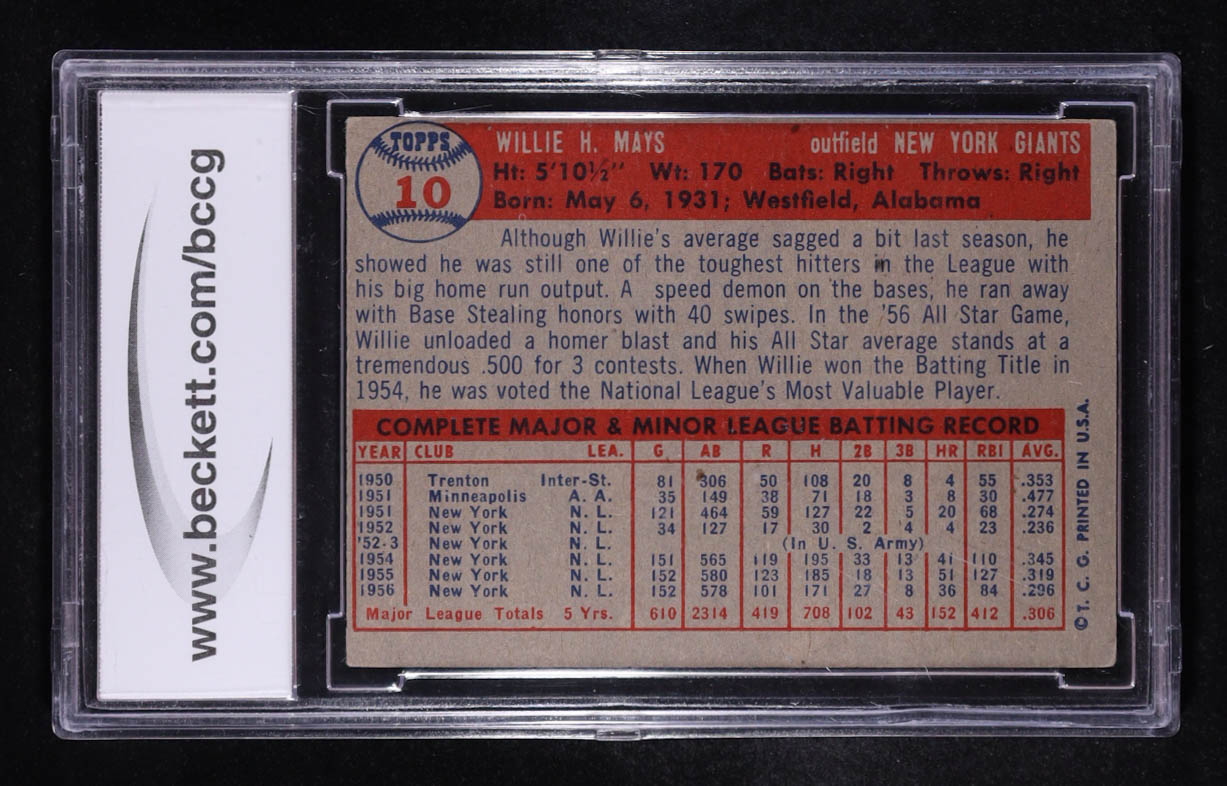 www.beckett.com/bccg
TOPPS
10
WILLIE H. MAYS outfield NEW YORK GIANTS
Ht: 5'10½" Wt: 170 Bats: Right Throws: Right
Born: May 6, 1931; Westfield, Alabama
Although Willie's average sagged a bit last season, he
showed he was still one of the toughest hitters in the League with
his big home run output. A speed demon on the bases, he ran away
with Base Stealing honors with 40 swipes. In the '56 All Star Game,
Willie unloaded a homer blast and his All Star average stands at a
tremendous .500 for 3 contests. When Willie won the Batting Title in
1954, he was voted the National League's Most Valuable Player.
COMPLETE MAJOR & MINOR LEAGUE BATTING RECORD
YEAR CLUB LEA. G AB R H 2B 3B HR RBI AVG.
1950 Trenton Inter-St. 81 306 50 108 20 8 4 55 .353
1951 Minneapolis A. A. 35 149 38 71 18 3 8 30 .477
1951 New York N. L. 121 464 59 127 22 5 20 68 .274
1952 New York N. L. 34 127 17 30 2 4 4 23 .236
'52-3 New York N. L. (In U. S. Army)
1954 New York N. L. 151 565 119 195 33 13 41 110 .345
1955 New York N. L. 152 580 123 185 18 13 51 127 .319
1956 New York N. L. 152 578 101 171 27 8 36 84 .296
Major League Totals 5 Yrs. 610 2314 419 708 102 43 152 412 .306
©T. C. G. PRINTED IN U.S.A.